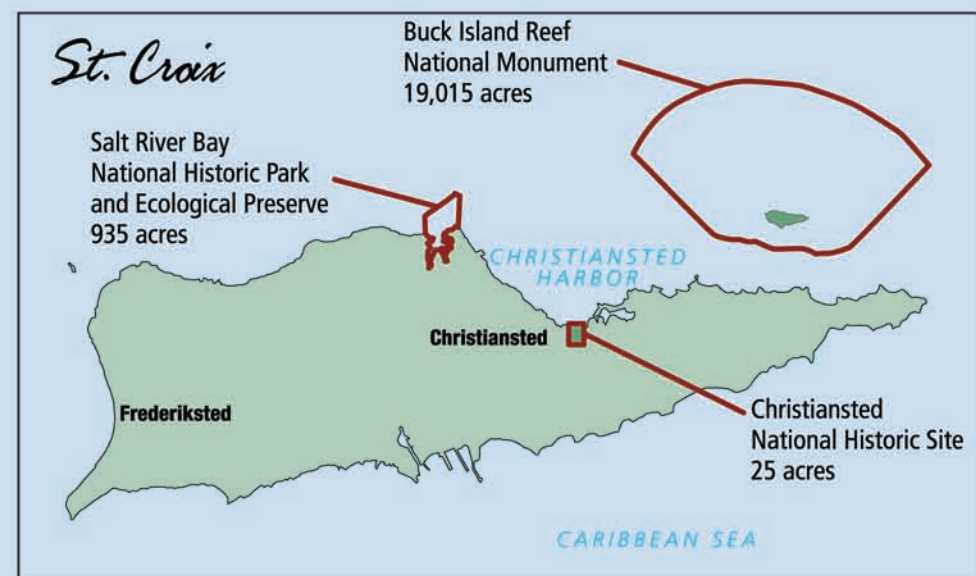 St. Croix
Buck Island Reef
National Monument
19,015 acres
Salt River Bay
National Historic Park
and Ecological Preserve
935 acres
CHRISTIANSTED
HARBOR
Christiansted
Frederiksted
Christiansted
National Historic Site
25 acres
CARIBBEAN SEA